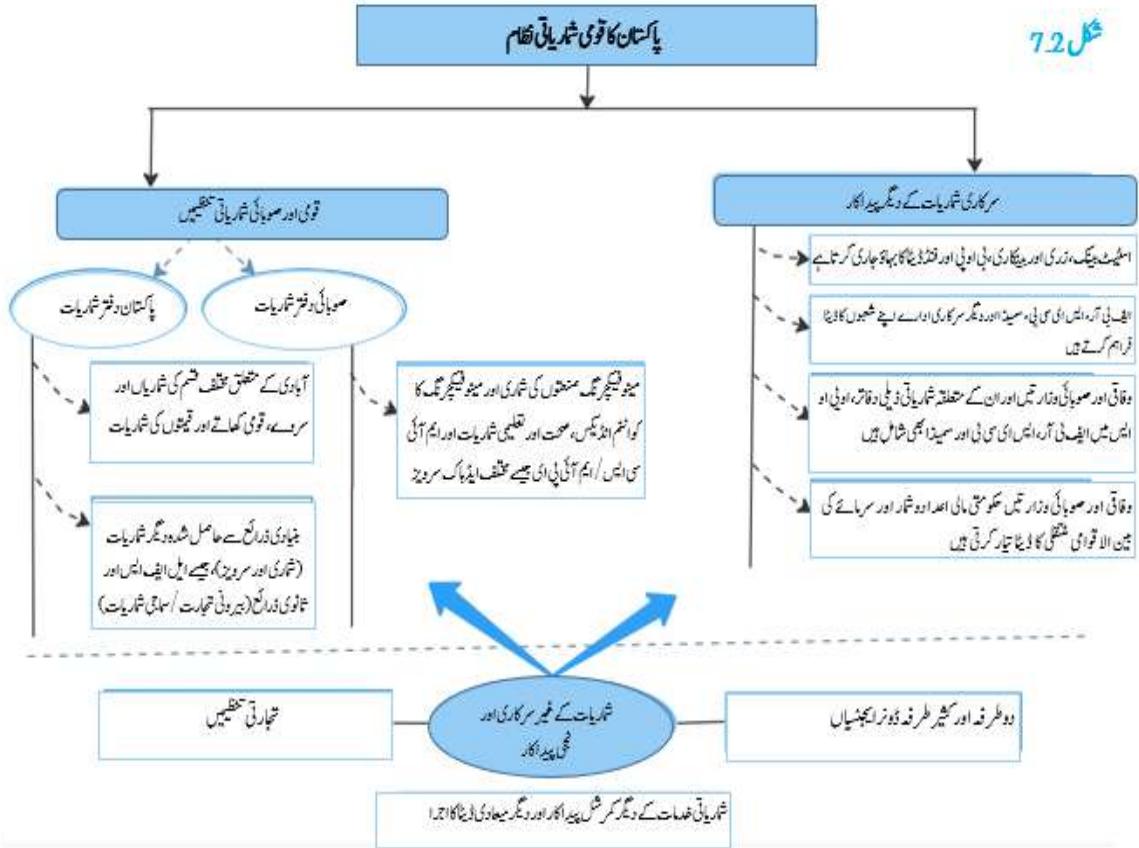 شکل 7.2
پاکستان کا قومی شماریاتی نظام
سرکاری شماریات کے دیگر پیداکار
اسٹیٹ بینک، زری اور بینکاری، بی او پی اور فنڈ ڈیٹا کا بہاؤ جاری کرتا ہے
ایف بی آر، ایس ای سی پی، سمیڈا اور دیگر سرکاری ادارے اپنے شعبوں کا ڈیٹا
فراہم کرتے ہیں
وفاقی اور صوبائی وزارتیں اور ان کے متعلقہ شماریاتی ذیلی دفاتر، او پی او
ایس میں ایف بی آر، ایس ای سی پی اور سمیڈا بھی شامل ہیں
وفاقی اور صوبائی وزارتیں حکومتی مالی اعداد و شمار اور سرمائے کی
بین الاقوامی منتقلی کا ڈیٹا تیار کرتی ہیں
قومی اور صوبائی شماریاتی تنظیمیں
صوبائی دفتر شماریات
پاکستان دفتر شماریات
مینوفیکچرنگ صنعتوں کی شماری اور مینوفیکچرنگ کا
کوانٹم انڈیکس، صحت اور تعلیمی شماریات اور ایم آئی
سی ایس / ایم آئی پی ای جیسے مختلف ایڈہاک سرویز
آبادی کے متعلق مختلف قسم کی شماریاں اور
سروے، قومی کھاتے اور قیمتوں کی شماریات
بنیادی ذرائع سے حاصل شدہ دیگر شماریات
(شماری اور سرویز)، جیسے ایل ایف ایس اور
ثانوی ذرائع (بیرونی تجارت / سماجی شماریات)
دو طرفہ اور کثیر طرفہ ڈونر ایجنسیاں
شماریات کے غیر سرکاری اور
نجی پیداکار
تجارتی تنظیمیں
شماریاتی خدمات کے دیگر کمرشل پیداکار اور دیگر میعادی ڈیٹا کا اجرا